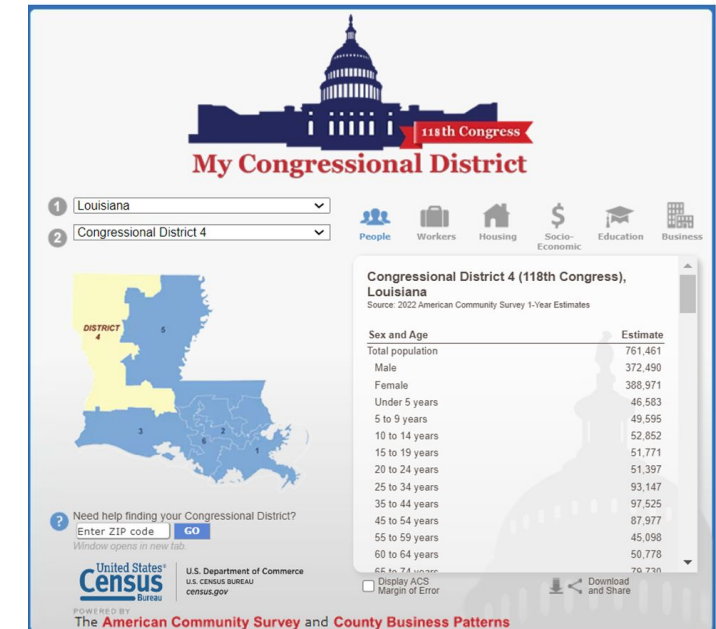 118th Congress
My Congressional District
1 Louisiana
2 Congressional District 4
People Workers Housing Socio-Economic Education Business
DISTRICT 4
5
3
6
2
1
Congressional District 4 (118th Congress),
Louisiana
Source: 2022 American Community Survey 1-Year Estimates
Sex and Age Estimate
Total population 761,461
Male 372,490
Female 388,971
Under 5 years 46,583
5 to 9 years 49,595
10 to 14 years 52,852
15 to 19 years 51,771
20 to 24 years 51,397
25 to 34 years 93,147
35 to 44 years 97,525
45 to 54 years 87,977
55 to 59 years 45,098
60 to 64 years 50,778
65 to 74 years 79,730
Display ACS
Margin of Error
Download
and Share
? Need help finding your Congressional District?
Enter ZIP code GO
Window opens in new tab.
United States®
Census
Bureau
U.S. Department of Commerce
U.S. CENSUS BUREAU
census.gov
POWERED BY
The American Community Survey and County Business Patterns